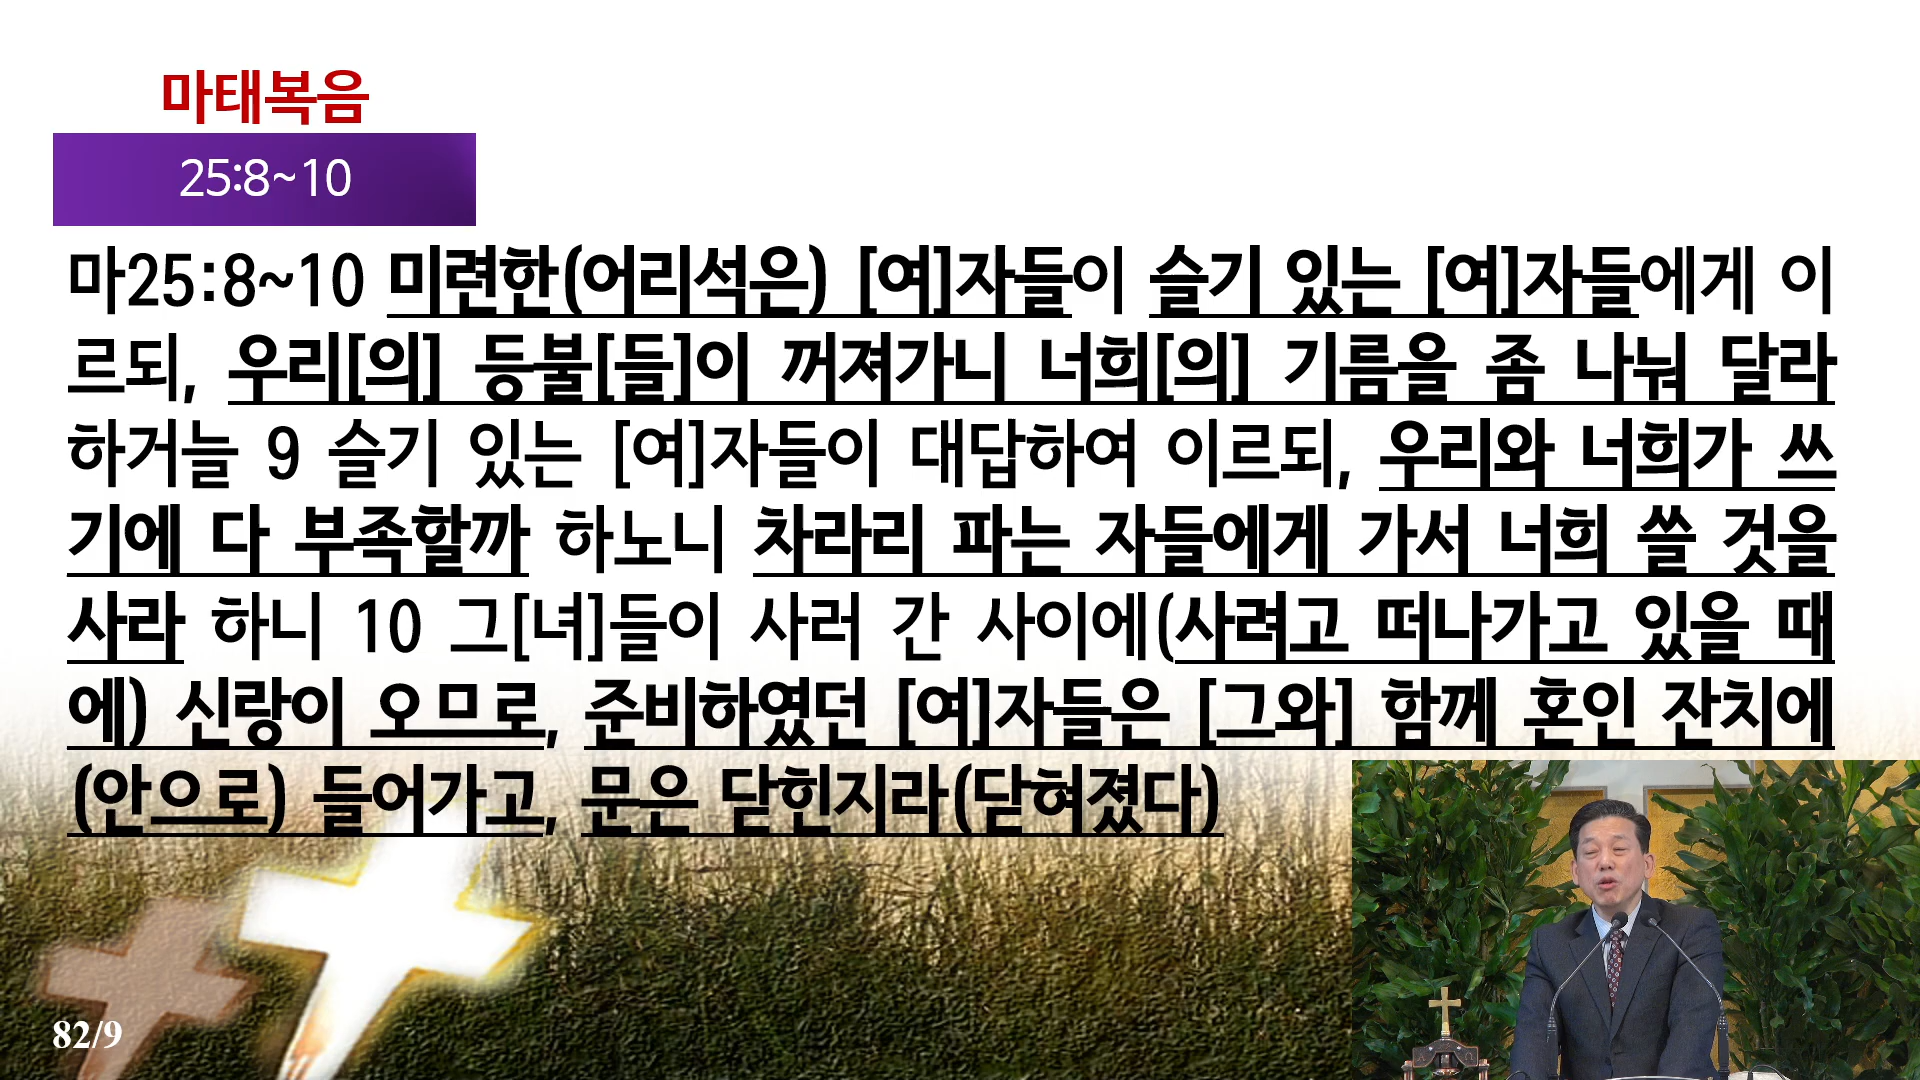 마태복음
25:8~10
마25:8~10 미련한(어리석은) [여]자들이 슬기 있는 [여]자들에게 이
르되, 우리[의] 등불[들]이 꺼져가니 너희[의] 기름을 좀 나눠 달라
하거늘 9 슬기 있는 [여]자들이 대답하여 이르되, 우리와 너희가 쓰
기에 다 부족할까 하노니 차라리 파는 자들에게 가서 너희 쓸 것을
사라 하니 10 그[녀]들이 사러 간 사이에(사려고 떠나가고 있을 때
에) 신랑이 오므로, 준비하였던 [여]자들은 [그와] 함께 혼인 잔치에
(안으로) 들어가고, 문은 닫힌지라(닫혀졌다)
82/9
Α Ω